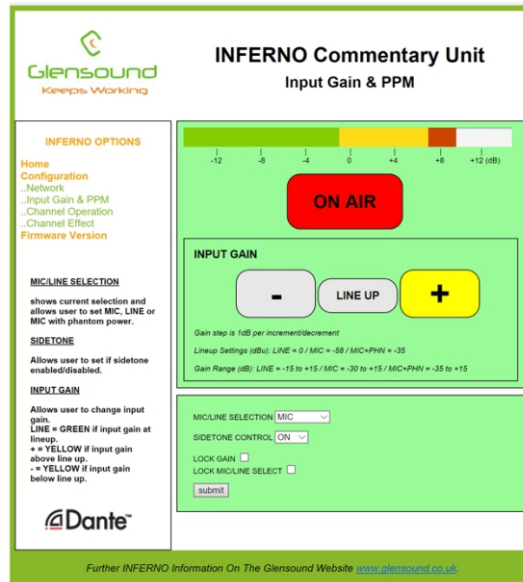 Glensound
Keeps Working
INFERNO Commentary Unit
Input Gain & PPM
INFERNO OPTIONS
Home
Configuration
..Network
..Input Gain & PPM
..Channel Operation
..Channel Effect
Firmware Version
MIC/LINE SELECTION
shows current selection and
allows user to set MIC, LINE or
MIC with phantom power.
SIDETONE
Allows user to set if sidetone
enabled/disabled.
INPUT GAIN
Allows user to change input
gain.
LINE = GREEN if input gain at
lineup.
+ = YELLOW if input gain
above line up.
- = YELLOW if input gain
below line up.
Dante™
-12 -8 -4 0 +4 +8 +12 (dB)
ON AIR
INPUT GAIN
- LINE UP +
Gain step is 1dB per increment/decrement
Lineup Settings (dBu): LINE = 0 / MIC = -58 / MIC+PHN = -35
Gain Range (dB): LINE = -15 to +15 / MIC = -30 to +15 / MIC+PHN = -35 to +15
MIC/LINE SELECTION MIC
SIDETONE CONTROL ON
LOCK GAIN
LOCK MIC/LINE SELECT
submit
Further INFERNO Information On The Glensound Website www.glensound.co.uk.